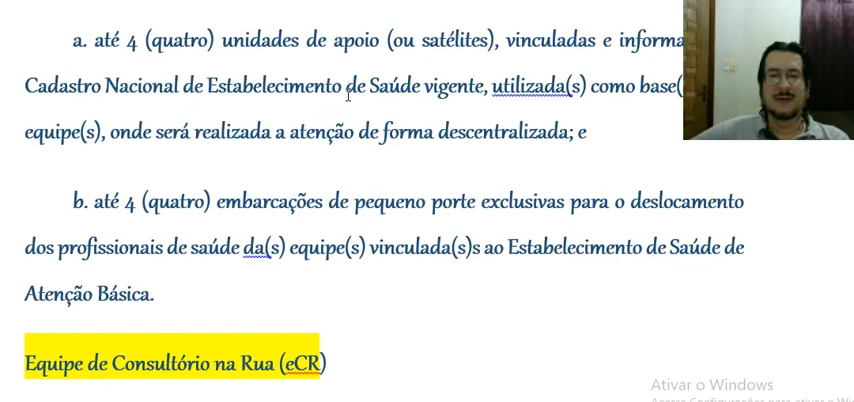 a. até 4 (quatro) unidades de apoio (ou satélites), vinculadas e informa
Cadastro Nacional de Estabelecimento de Saúde vigente, utilizada(s) como base(
equipe(s), onde será realizada a atenção de forma descentralizada; e
b. até 4 (quatro) embarcações de pequeno porte exclusivas para o deslocamento
dos profissionais de saúde da(s) equipe(s) vinculada(s)s ao Estabelecimento de Saúde de
Atenção Básica.
Equipe de Consultório na Rua (eCR)
Ativar o Windows